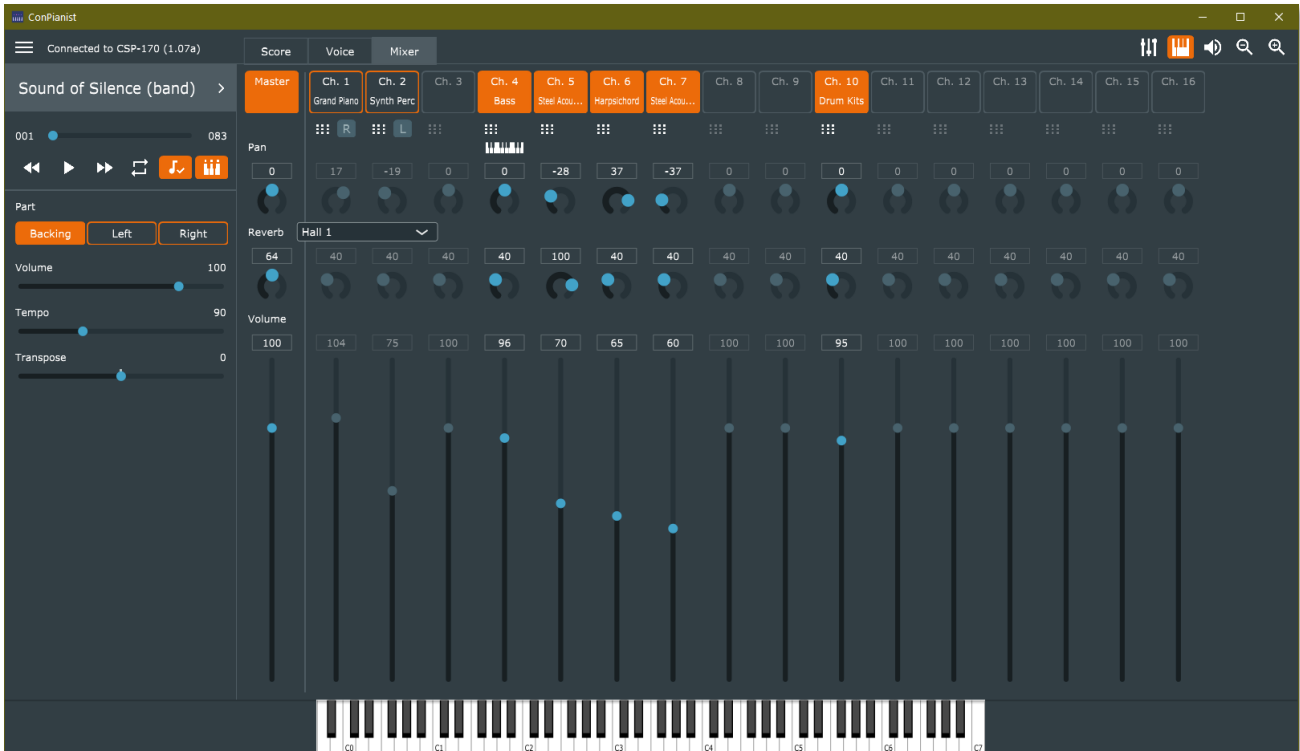 ConPianist
Connected to CSP-170 (1.07a)
Score Voice Mixer
Sound of Silence (band)
001 083
Part
Backing Left Right
Volume 100
Tempo 90
Transpose 0
Master Ch. 1 Ch. 2 Ch. 3 Ch. 4 Ch. 5 Ch. 6 Ch. 7 Ch. 8 Ch. 9 Ch. 10 Ch. 11 Ch. 12 Ch. 13 Ch. 14 Ch. 15 Ch. 16
Grand Piano Synth Perc Bass Steel Acou... Harpsichord Steel Acou... Drum Kits
R L
Pan
0 17 -19 0 0 -28 37 -37 0 0 0 0 0 0 0 0 0
Reverb Hall 1
64 40 40 40 40 100 40 40 40 40 40 40 40 40 40 40 40
Volume
100 104 75 100 96 70 65 60 100 100 95 100 100 100 100 100 100
C0 C1 C2 C3 C4 C5 C6 C7